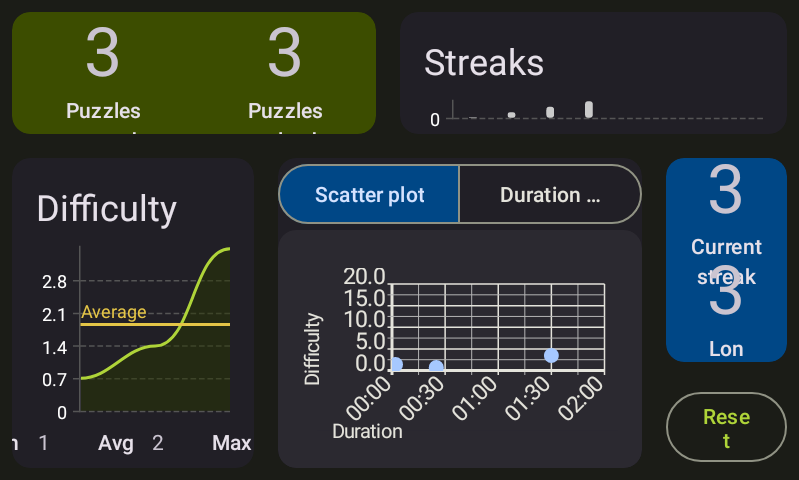 3 3
Puzzles Puzzles
Streaks
0
Difficulty
2.8
2.1
Average
1.4
0.7
0
1 Avg 2 Max
Scatter plot Duration ...
Difficulty
20.0
15.0
10.0
5.0
0.0
00:00 00:30 01:00 01:30 02:00
Duration
3
Current
streak
3
Lon
Rese
t